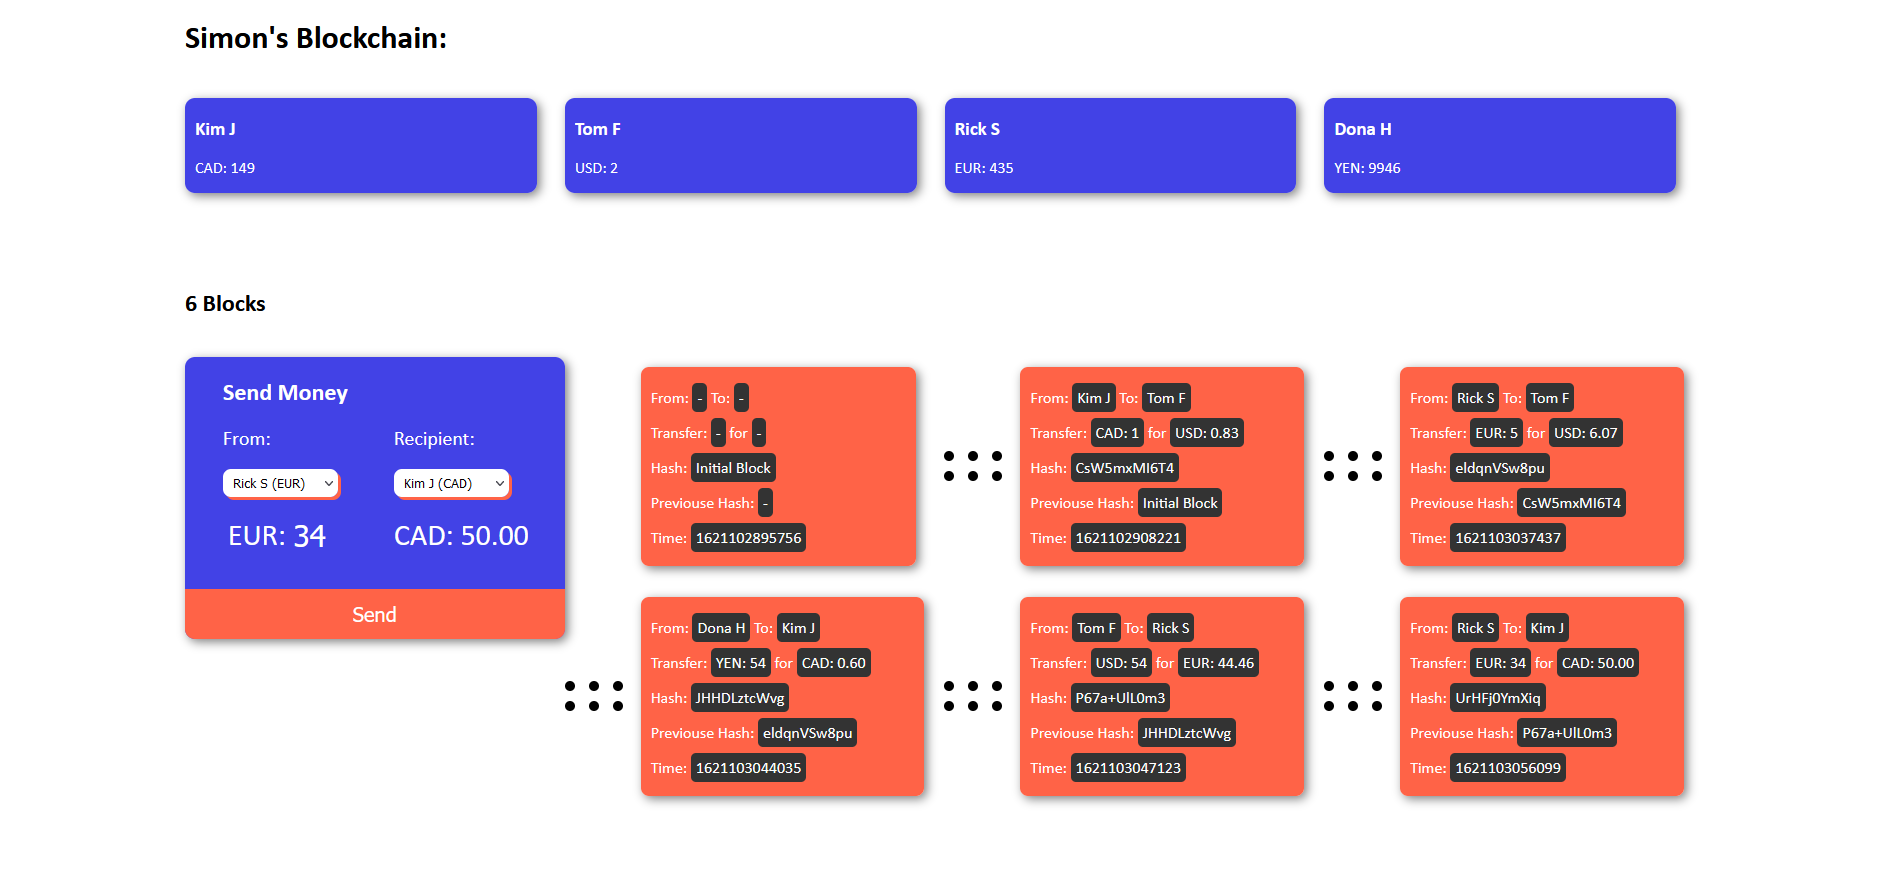 Simon's Blockchain:
Kim J
CAD: 149
Tom F
USD: 2
Rick S
EUR: 435
Dona H
YEN: 9946
6 Blocks
Send Money
From: Recipient:
Rick S (EUR) Kim J (CAD)
EUR: 34 CAD: 50.00
Send
From: - To: -
Transfer: - for -
Hash: Initial Block
Previouse Hash: -
Time: 1621102895756
From: Kim J To: Tom F
Transfer: CAD: 1 for USD: 0.83
Hash: CsW5mxMI6T4
Previouse Hash: Initial Block
Time: 1621102908221
From: Rick S To: Tom F
Transfer: EUR: 5 for USD: 6.07
Hash: eldqnVSw8pu
Previouse Hash: CsW5mxMI6T4
Time: 1621103037437
From: Dona H To: Kim J
Transfer: YEN: 54 for CAD: 0.60
Hash: JHHDLztcWvg
Previouse Hash: eldqnVSw8pu
Time: 1621103044035
From: Tom F To: Rick S
Transfer: USD: 54 for EUR: 44.46
Hash: P67a+UlL0m3
Previouse Hash: JHHDLztcWvg
Time: 1621103047123
From: Rick S To: Kim J
Transfer: EUR: 34 for CAD: 50.00
Hash: UrHFj0YmXiq
Previouse Hash: P67a+UlL0m3
Time: 1621103056099